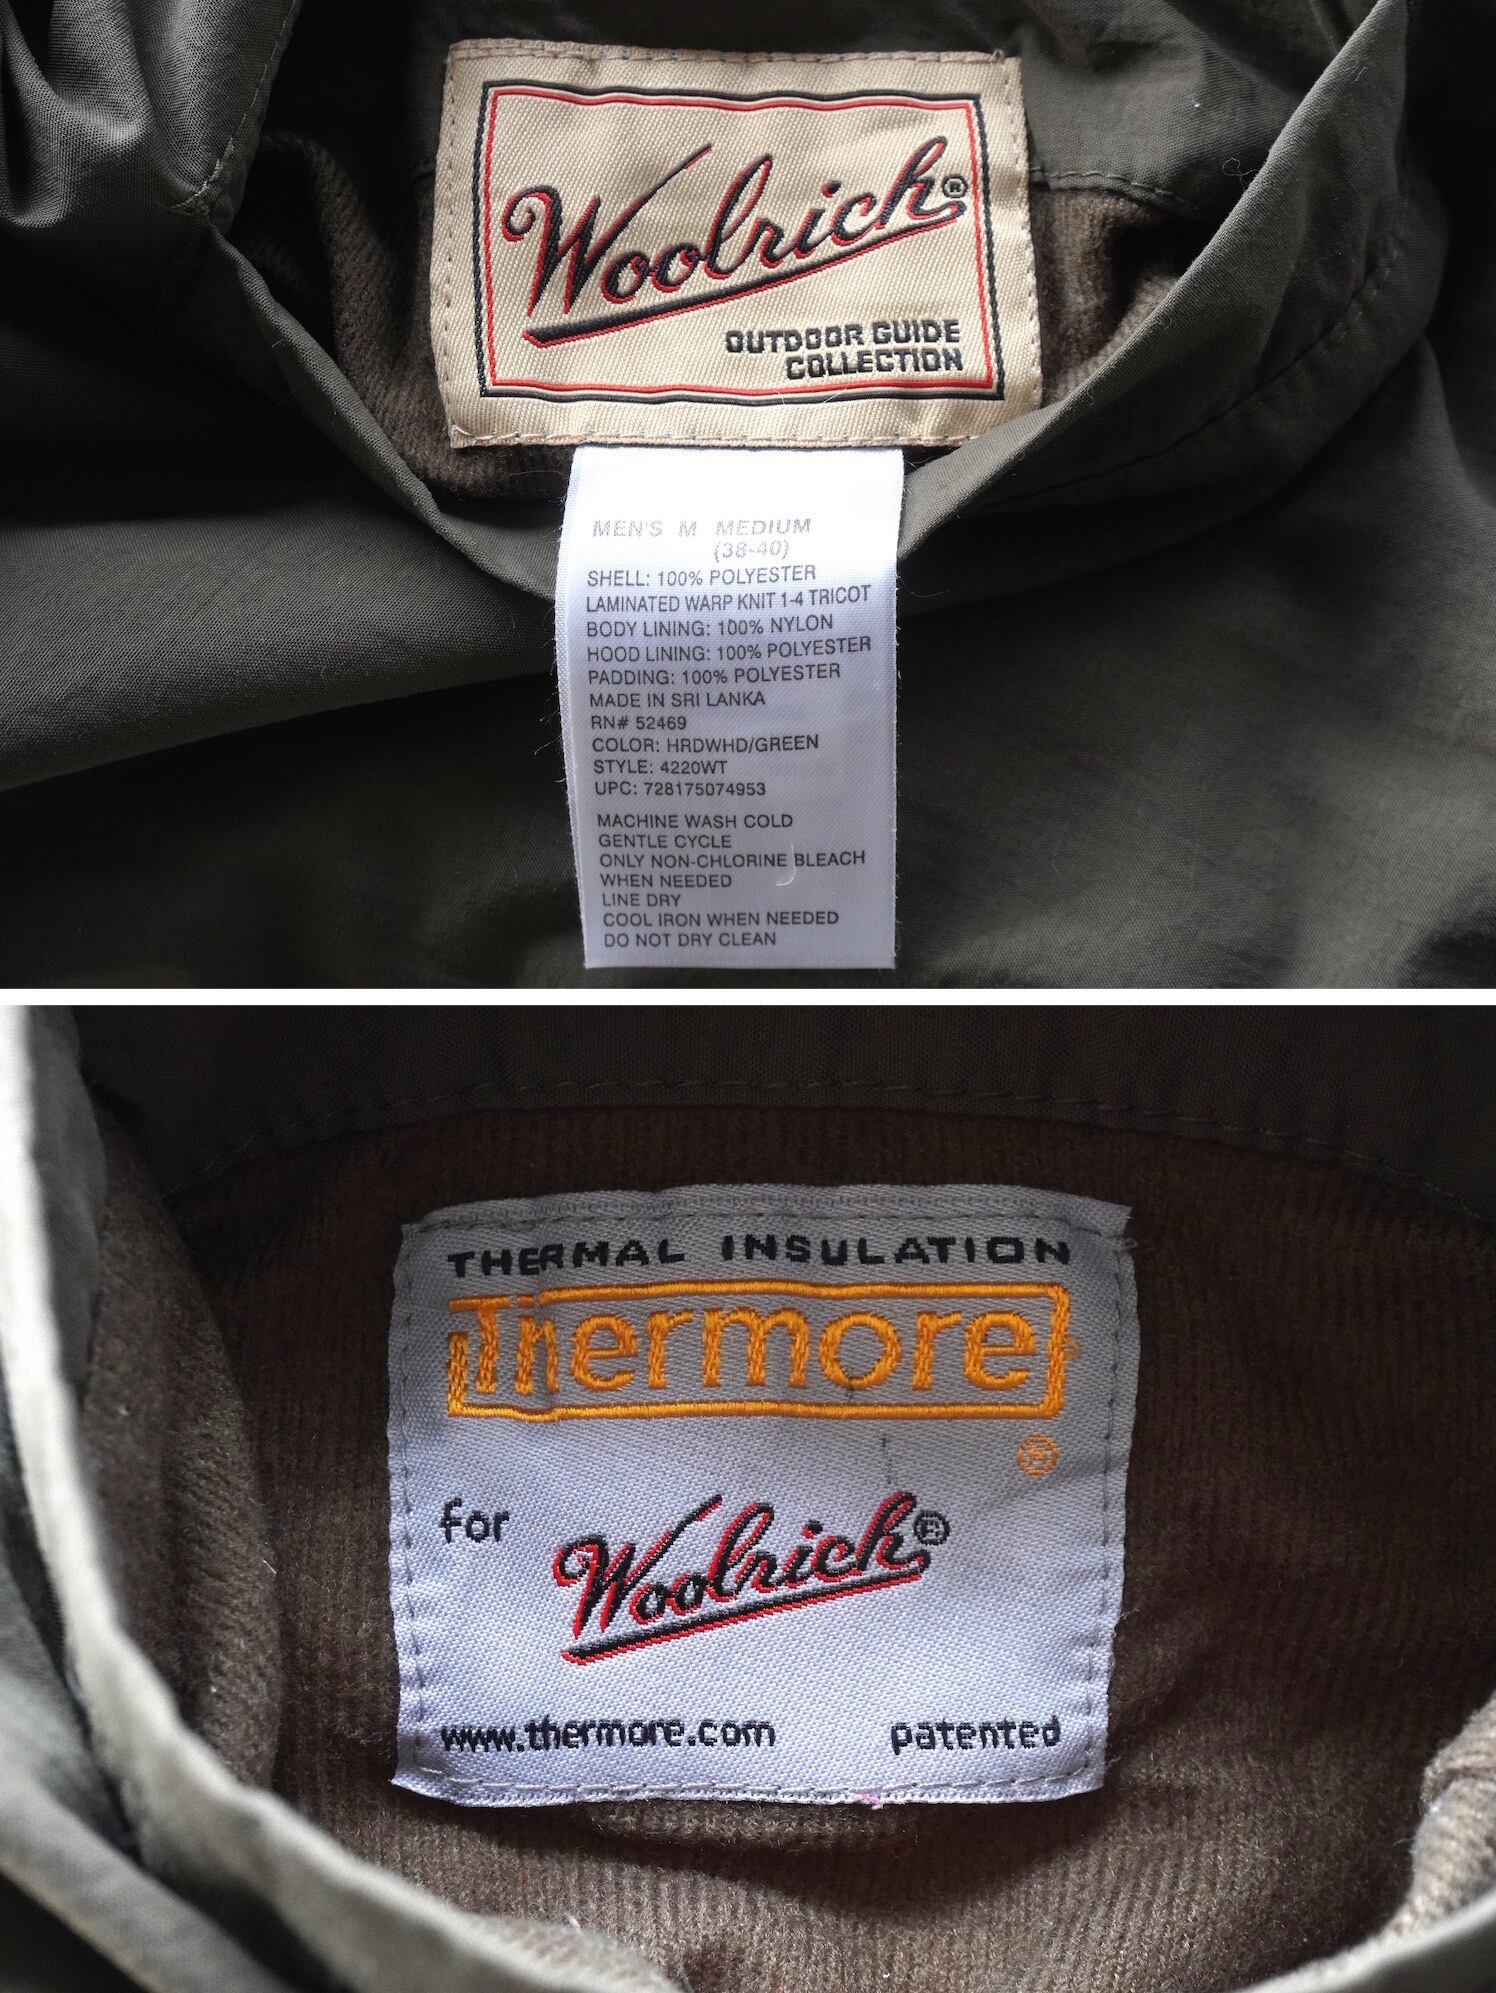 Woolrich®
OUTDOOR GUIDE
COLLECTION
MEN'S M MEDIUM
(38-40)
SHELL: 100% POLYESTER
LAMINATED WARP KNIT 1-4 TRICOT
BODY LINING: 100% NYLON
HOOD LINING: 100% POLYESTER
PADDING: 100% POLYESTER
MADE IN SRI LANKA
RN# 52469
COLOR: HRDWHD/GREEN
STYLE: 4220WT
UPC: 728175074953
MACHINE WASH COLD
GENTLE CYCLE
ONLY NON-CHLORINE BLEACH
WHEN NEEDED
LINE DRY
COOL IRON WHEN NEEDED
DO NOT DRY CLEAN
THERMAL INSULATION
Thermore
®
for Woolrich®
www.thermore.com patented